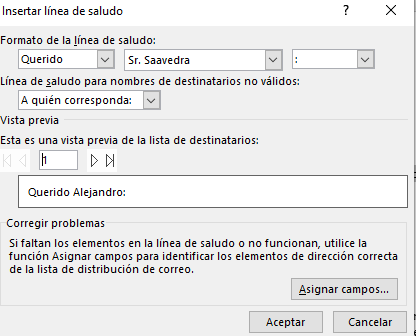 Insertar línea de saludo ? ×
Formato de la línea de saludo:
Querido Sr. Saavedra :
Línea de saludo para nombres de destinatarios no válidos:
A quién corresponda:
Vista previa
Esta es una vista previa de la lista de destinatarios:
1
Querido Alejandro:
Corregir problemas
Si faltan los elementos en la línea de saludo o no funcionan, utilice la
función Asignar campos para identificar los elementos de dirección correcta
de la lista de distribución de correo.
Asignar campos...
Aceptar Cancelar